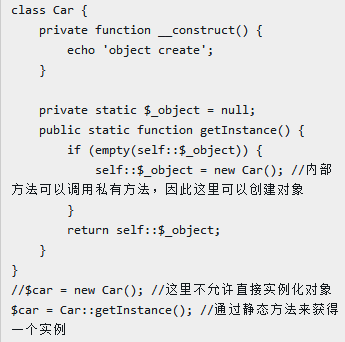 class Car {
    private function __construct() {
        echo 'object create';
    }

    private static $_object = null;
    public static function getInstance() {
        if (empty(self::$_object)) {
            self::$_object = new Car(); //内部
方法可以调用私有方法，因此这里可以创建对象
        }
        return self::$_object;
    }
}
//$car = new Car(); //这里不允许直接实例化对象
$car = Car::getInstance(); //通过静态方法来获得
一个实例